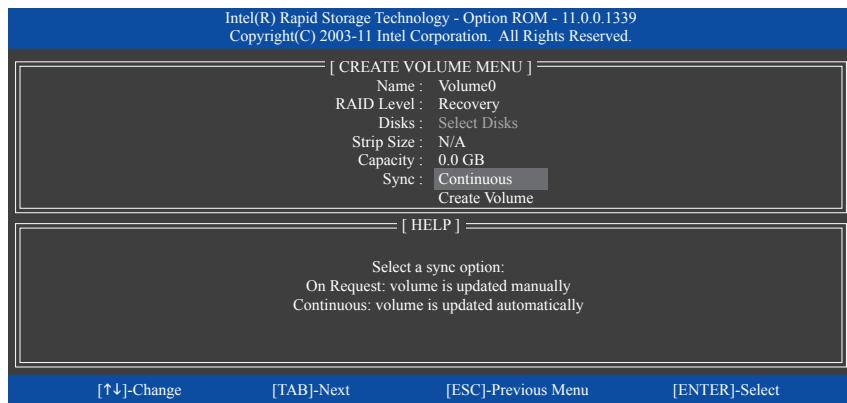 Intel(R) Rapid Storage Technology - Option ROM - 11.0.0.1339
Copyright(C) 2003-11 Intel Corporation. All Rights Reserved.
[ CREATE VOLUME MENU ]
Name : Volume0
RAID Level : Recovery
Disks : Select Disks
Strip Size : N/A
Capacity : 0.0 GB
Sync : Continuous
Create Volume
[ HELP ]
Select a sync option:
On Request: volume is updated manually
Continuous: volume is updated automatically
[↑↓]-Change [TAB]-Next [ESC]-Previous Menu [ENTER]-Select